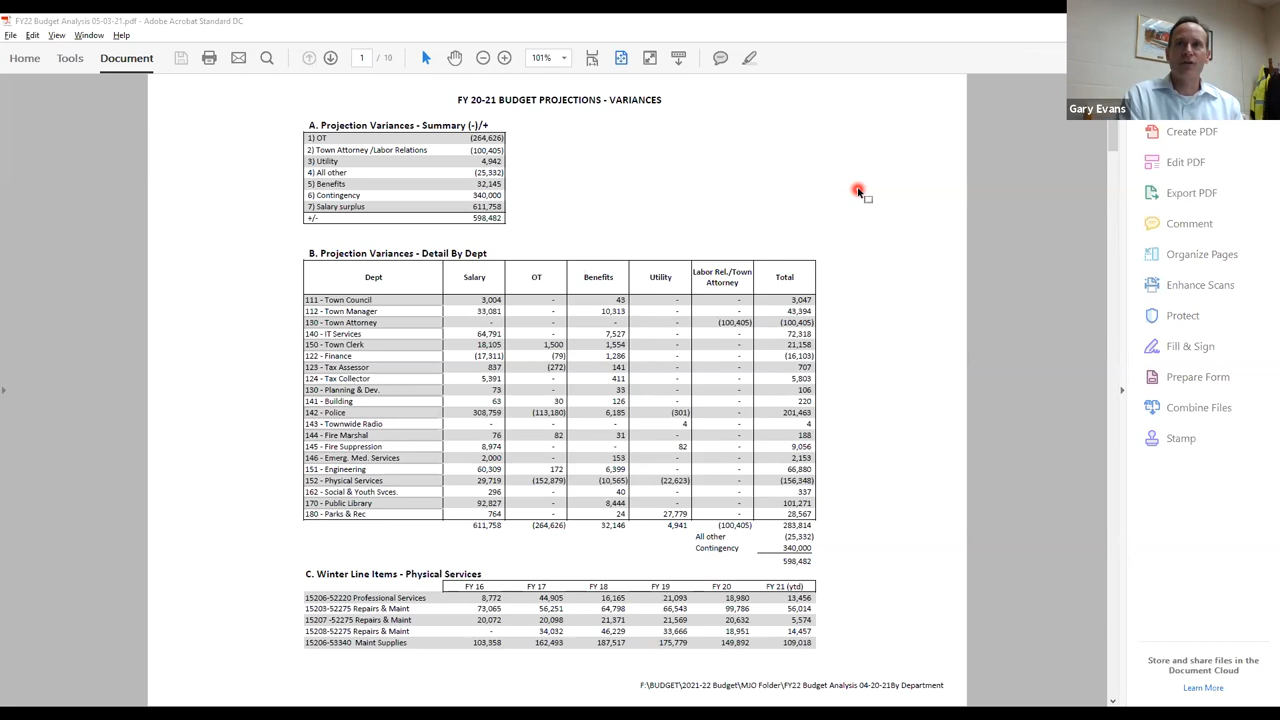 FY22 Budget Analysis 05-03-21.pdf - Adobe Acrobat Standard DC
File Edit View Window Help
Home Tools Document 1 / 10 101%
Gary Evans
FY 20-21 BUDGET PROJECTIONS - VARIANCES
A. Projection Variances - Summary (-)/+
1) OT (264,626)
2) Town Attorney /Labor Relations (100,405)
3) Utility 4,942
4) All other (25,332)
5) Benefits 32,145
6) Contingency 340,000
7) Salary surplus 611,758
+/- 598,482
B. Projection Variances - Detail By Dept
Dept Salary OT Benefits Utility Labor Rel./Town Attorney Total
111 - Town Council 3,004 - 43 - - 3,047
112 - Town Manager 33,081 - 10,313 - - 43,394
130 - Town Attorney - - - - (100,405) (100,405)
140 - IT Services 64,791 - 7,527 - - 72,318
150 - Town Clerk 18,105 1,500 1,554 - - 21,158
122 - Finance (17,311) (79) 1,286 - - (16,103)
123 - Tax Assessor 837 (272) 141 - - 707
124 - Tax Collector 5,391 - 411 - - 5,803
130 - Planning & Dev. 73 - 33 - - 106
141 - Building 63 30 126 - - 220
142 - Police 308,759 (113,180) 6,185 (301) - 201,463
143 - Townwide Radio - - - 4 - 4
144 - Fire Marshal 76 82 31 - - 188
145 - Fire Suppression 8,974 - - 82 - 9,056
146 - Emerg. Med. Services 2,000 - 153 - - 2,153
151 - Engineering 60,309 172 6,399 - - 66,880
152 - Physical Services 29,719 (152,879) (10,565) (22,623) - (156,348)
162 - Social & Youth Svces. 296 - 40 - - 337
170 - Public Library 92,827 - 8,444 - - 101,271
180 - Parks & Rec 764 - 24 27,779 - 28,567
611,758 (264,626) 32,146 4,941 (100,405) 283,814
All other (25,332)
Contingency 340,000
598,482
C. Winter Line Items - Physical Services
FY 16 FY 17 FY 18 FY 19 FY 20 FY 21 (ytd)
15206-52220 Professional Services 8,772 44,905 16,165 21,093 18,980 13,456
15203-52275 Repairs & Maint 73,065 56,251 64,798 66,543 99,786 56,014
15207 -52275 Repairs & Maint 20,072 20,098 21,371 21,569 20,632 5,574
15208-52275 Repairs & Maint - 34,032 46,229 33,666 18,951 14,457
15206-53340 Maint Supplies 103,358 162,493 187,517 175,779 149,892 109,018
F:\BUDGET\2021-22 Budget\MJO Folder\FY22 Budget Analysis 04-20-21By Department
Create PDF
Edit PDF
Export PDF
Comment
Organize Pages
Enhance Scans
Protect
Fill & Sign
Prepare Form
Combine Files
Stamp
Store and share files in the
Document Cloud
Learn More